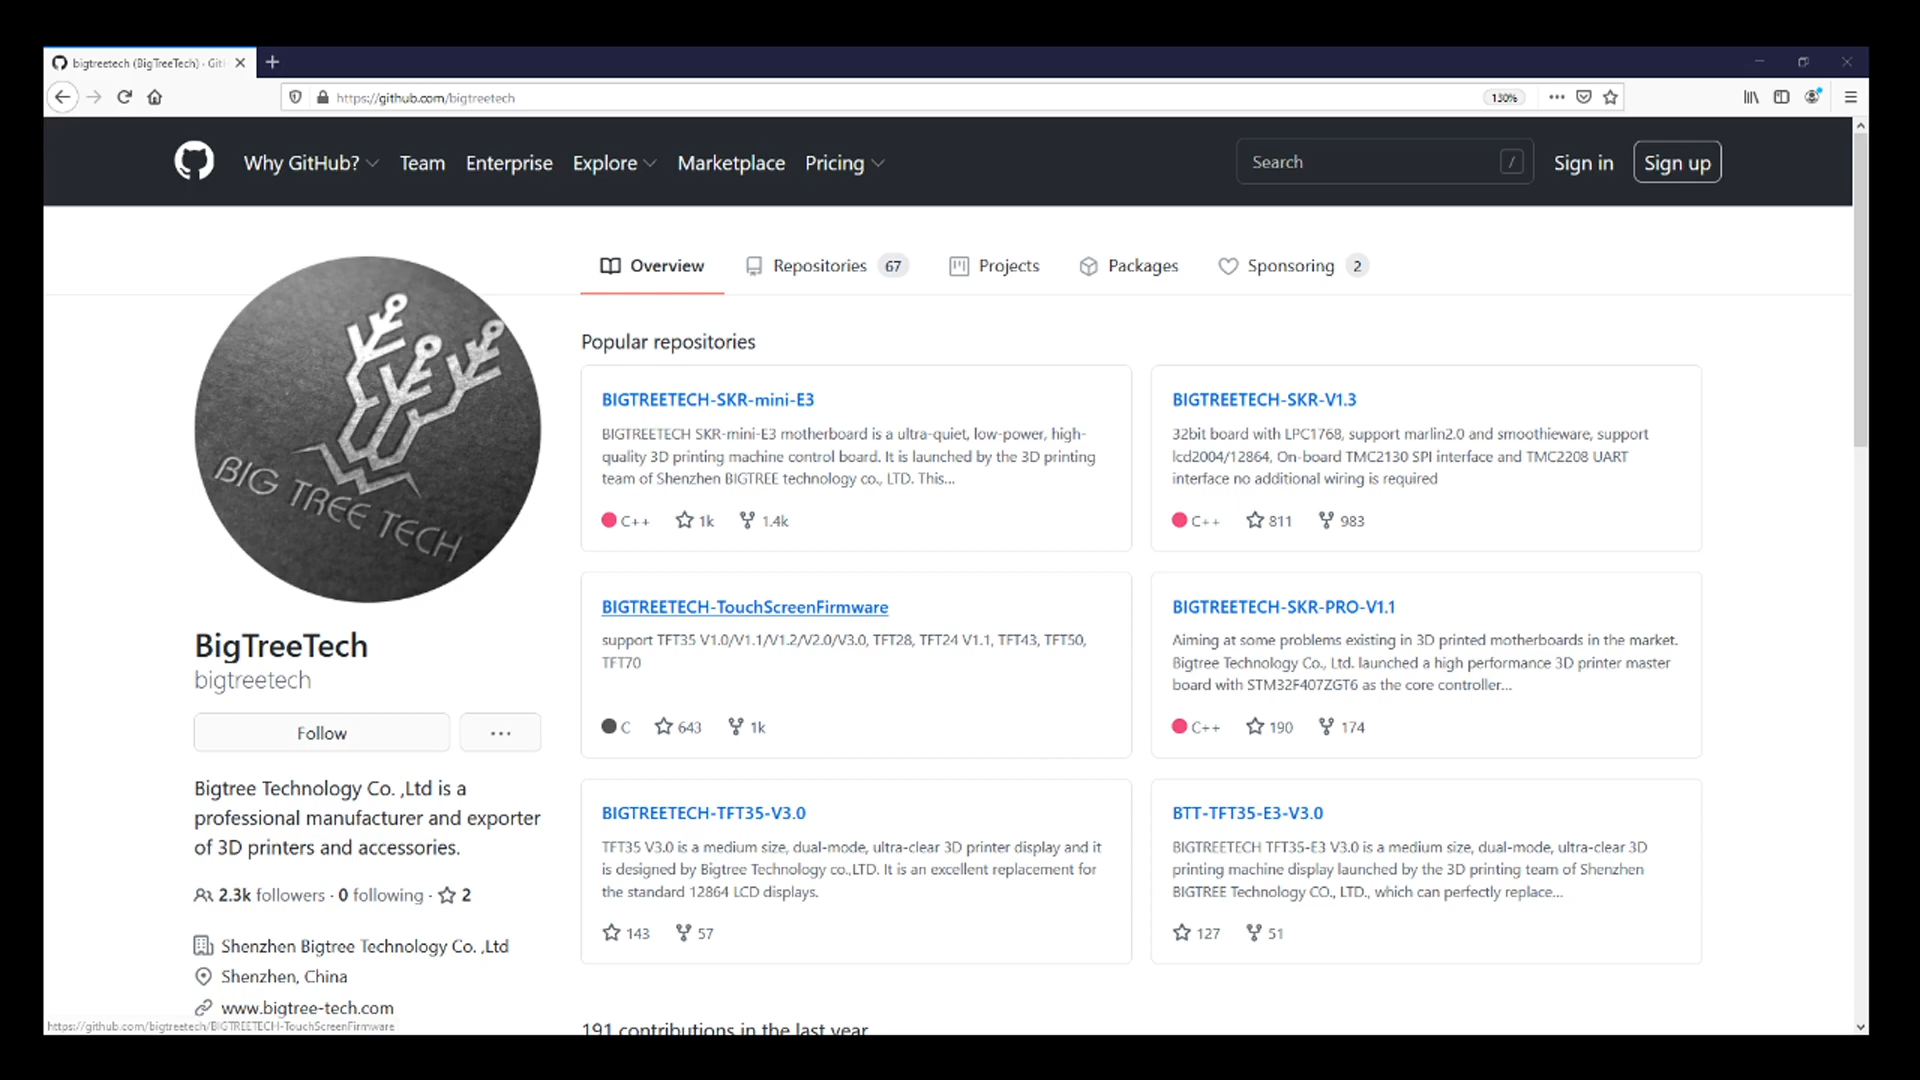 bigtreetech (BigTreeTech) · Git
https://github.com/bigtreetech
130%
Why GitHub? Team Enterprise Explore Marketplace Pricing
Search /
Sign in
Sign up
Overview
Repositories 67
Projects
Packages
Sponsoring 2
BIG TREE TECH
BigTreeTech
bigtreetech
Follow
...
Bigtree Technology Co. ,Ltd is a
professional manufacturer and exporter
of 3D printers and accessories.
2.3k followers · 0 following · 2
Shenzhen Bigtree Technology Co. ,Ltd
Shenzhen, China
www.bigtree-tech.com
Popular repositories
BIGTREETECH-SKR-mini-E3
BIGTREETECH SKR-mini-E3 motherboard is a ultra-quiet, low-power, high-
quality 3D printing machine control board. It is launched by the 3D printing
team of Shenzhen BIGTREE technology co., LTD. This...
C++ 1k 1.4k
BIGTREETECH-SKR-V1.3
32bit board with LPC1768, support marlin2.0 and smoothieware, support
lcd2004/12864, On-board TMC2130 SPI interface and TMC2208 UART
interface no additional wiring is required
C++ 811 983
BIGTREETECH-TouchScreenFirmware
support TFT35 V1.0/V1.1/V1.2/V2.0/V3.0, TFT28, TFT24 V1.1, TFT43, TFT50,
TFT70
C 643 1k
BIGTREETECH-SKR-PRO-V1.1
Aiming at some problems existing in 3D printed motherboards in the market.
Bigtree Technology Co., Ltd. launched a high performance 3D printer master
board with STM32F407ZGT6 as the core controller...
C++ 190 174
BIGTREETECH-TFT35-V3.0
TFT35 V3.0 is a medium size, dual-mode, ultra-clear 3D printer display and it
is designed by Bigtree Technology co.,LTD. It is an excellent replacement for
the standard 12864 LCD displays.
143 57
BTT-TFT35-E3-V3.0
BIGTREETECH TFT35-E3 V3.0 is a medium size, dual-mode, ultra-clear 3D
printing machine display launched by the 3D printing team of Shenzhen
BIGTREE Technology CO., LTD., which can perfectly replace...
127 51
191 contributions in the last year
https://github.com/bigtreetech/BIGTREETECH-TouchScreenFirmware